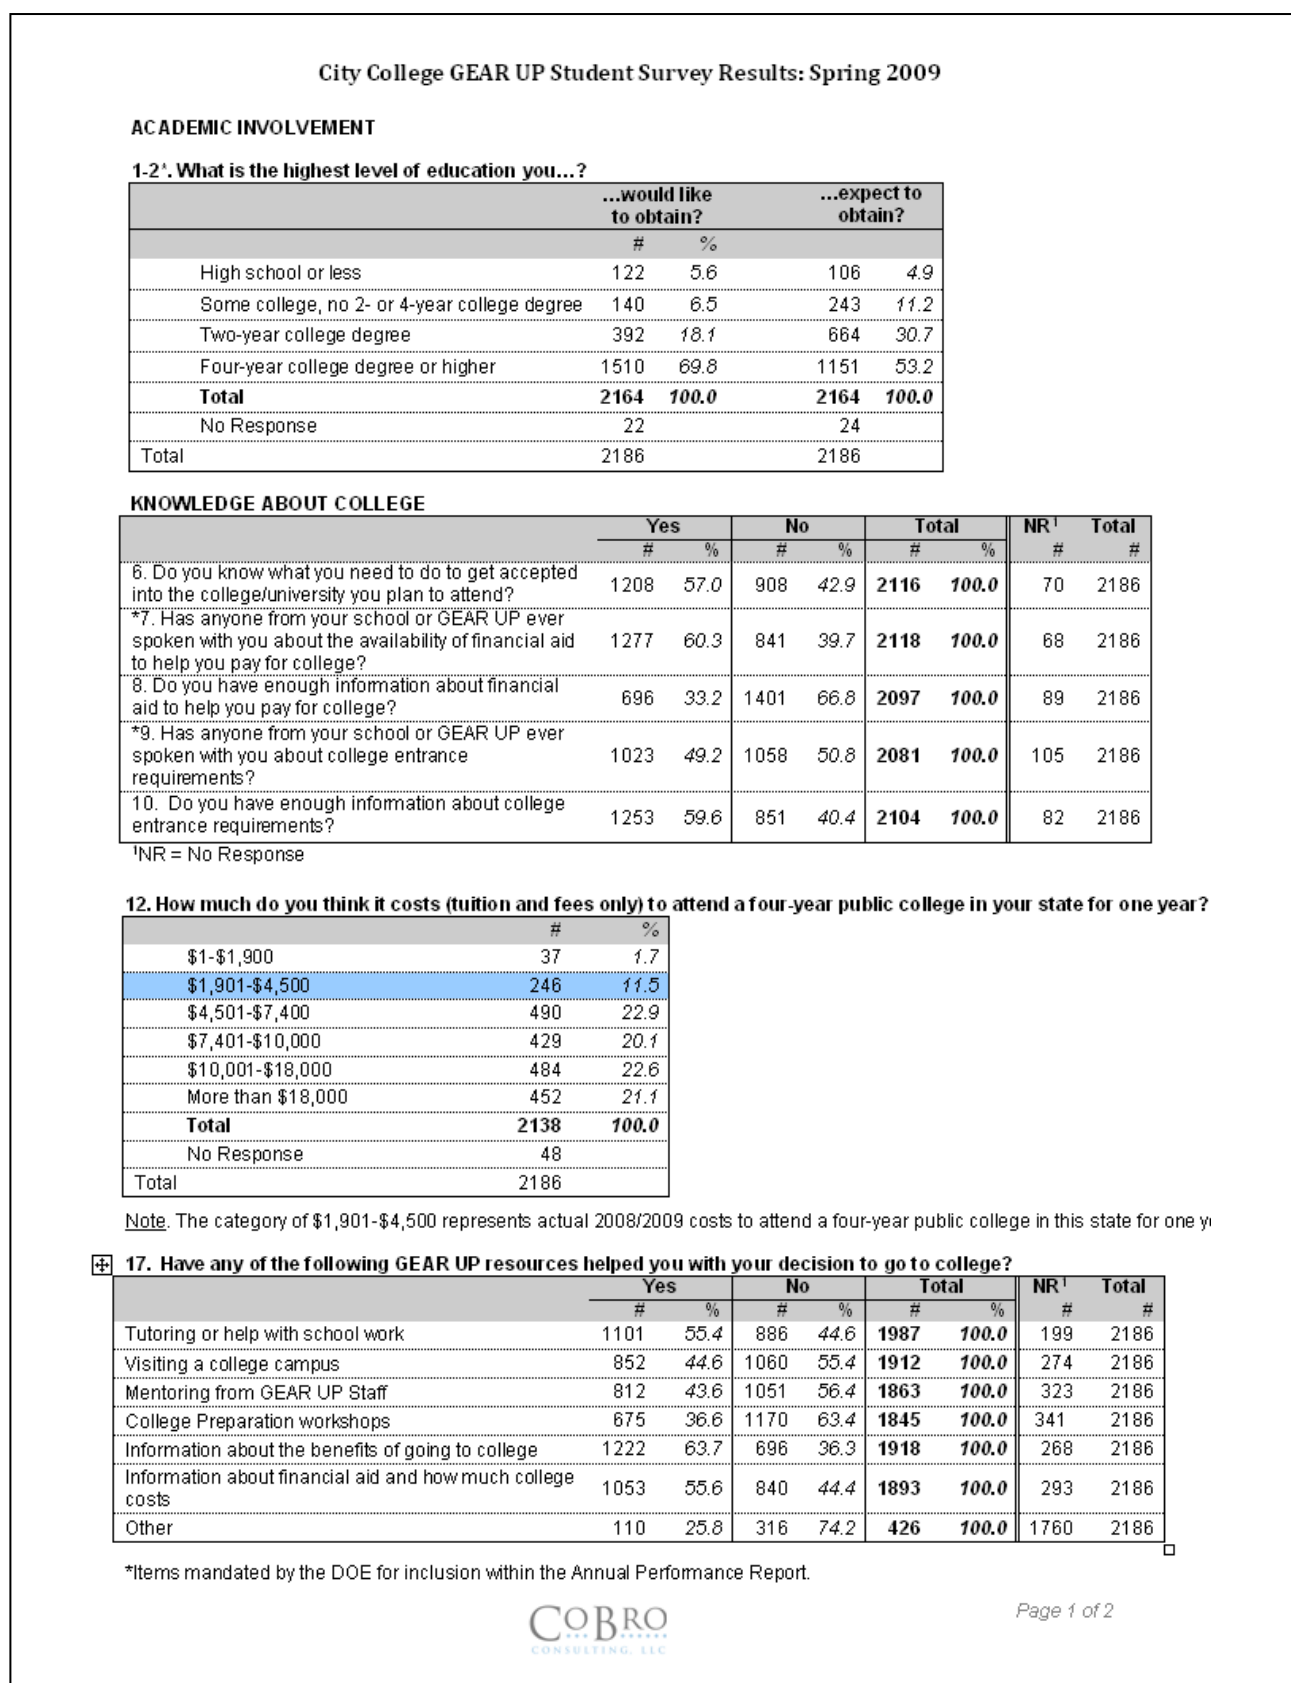 City College GEAR UP Student Survey Results: Spring 2009
ACADEMIC INVOLVEMENT
1-2*. What is the highest level of education you...?
...would like to obtain? ...expect to obtain?
# %
High school or less 122 5.6 106 4.9
Some college, no 2- or 4-year college degree 140 6.5 243 11.2
Two-year college degree 392 18.1 664 30.7
Four-year college degree or higher 1510 69.8 1151 53.2
Total 2164 100.0 2164 100.0
No Response 22 24
Total 2186 2186
KNOWLEDGE ABOUT COLLEGE
Yes No Total NR¹ Total
# % # % # % # #
6. Do you know what you need to do to get accepted
into the college/university you plan to attend? 1208 57.0 908 42.9 2116 100.0 70 2186
*7. Has anyone from your school or GEAR UP ever
spoken with you about the availability of financial aid 1277 60.3 841 39.7 2118 100.0 68 2186
to help you pay for college?
8. Do you have enough information about financial
aid to help you pay for college? 696 33.2 1401 66.8 2097 100.0 89 2186
*9. Has anyone from your school or GEAR UP ever
spoken with you about college entrance 1023 49.2 1058 50.8 2081 100.0 105 2186
requirements?
10. Do you have enough information about college
entrance requirements? 1253 59.6 851 40.4 2104 100.0 82 2186
¹NR = No Response
12. How much do you think it costs (tuition and fees only) to attend a four-year public college in your state for one year?
# %
$1-$1,900 37 1.7
$1,901-$4,500 246 11.5
$4,501-$7,400 490 22.9
$7,401-$10,000 429 20.1
$10,001-$18,000 484 22.6
More than $18,000 452 21.1
Total 2138 100.0
No Response 48
Total 2186
Note. The category of $1,901-$4,500 represents actual 2008/2009 costs to attend a four-year public college in this state for one y
17. Have any of the following GEAR UP resources helped you with your decision to go to college?
Yes No Total NR¹ Total
# % # % # % # #
Tutoring or help with school work 1101 55.4 886 44.6 1987 100.0 199 2186
Visiting a college campus 852 44.6 1060 55.4 1912 100.0 274 2186
Mentoring from GEAR UP Staff 812 43.6 1051 56.4 1863 100.0 323 2186
College Preparation workshops 675 36.6 1170 63.4 1845 100.0 341 2186
Information about the benefits of going to college 1222 63.7 696 36.3 1918 100.0 268 2186
Information about financial aid and how much college
costs 1053 55.6 840 44.4 1893 100.0 293 2186
Other 110 25.8 316 74.2 426 100.0 1760 2186
*Items mandated by the DOE for inclusion within the Annual Performance Report.
Page 1 of 2
COBRO
CONSULTING, LLC